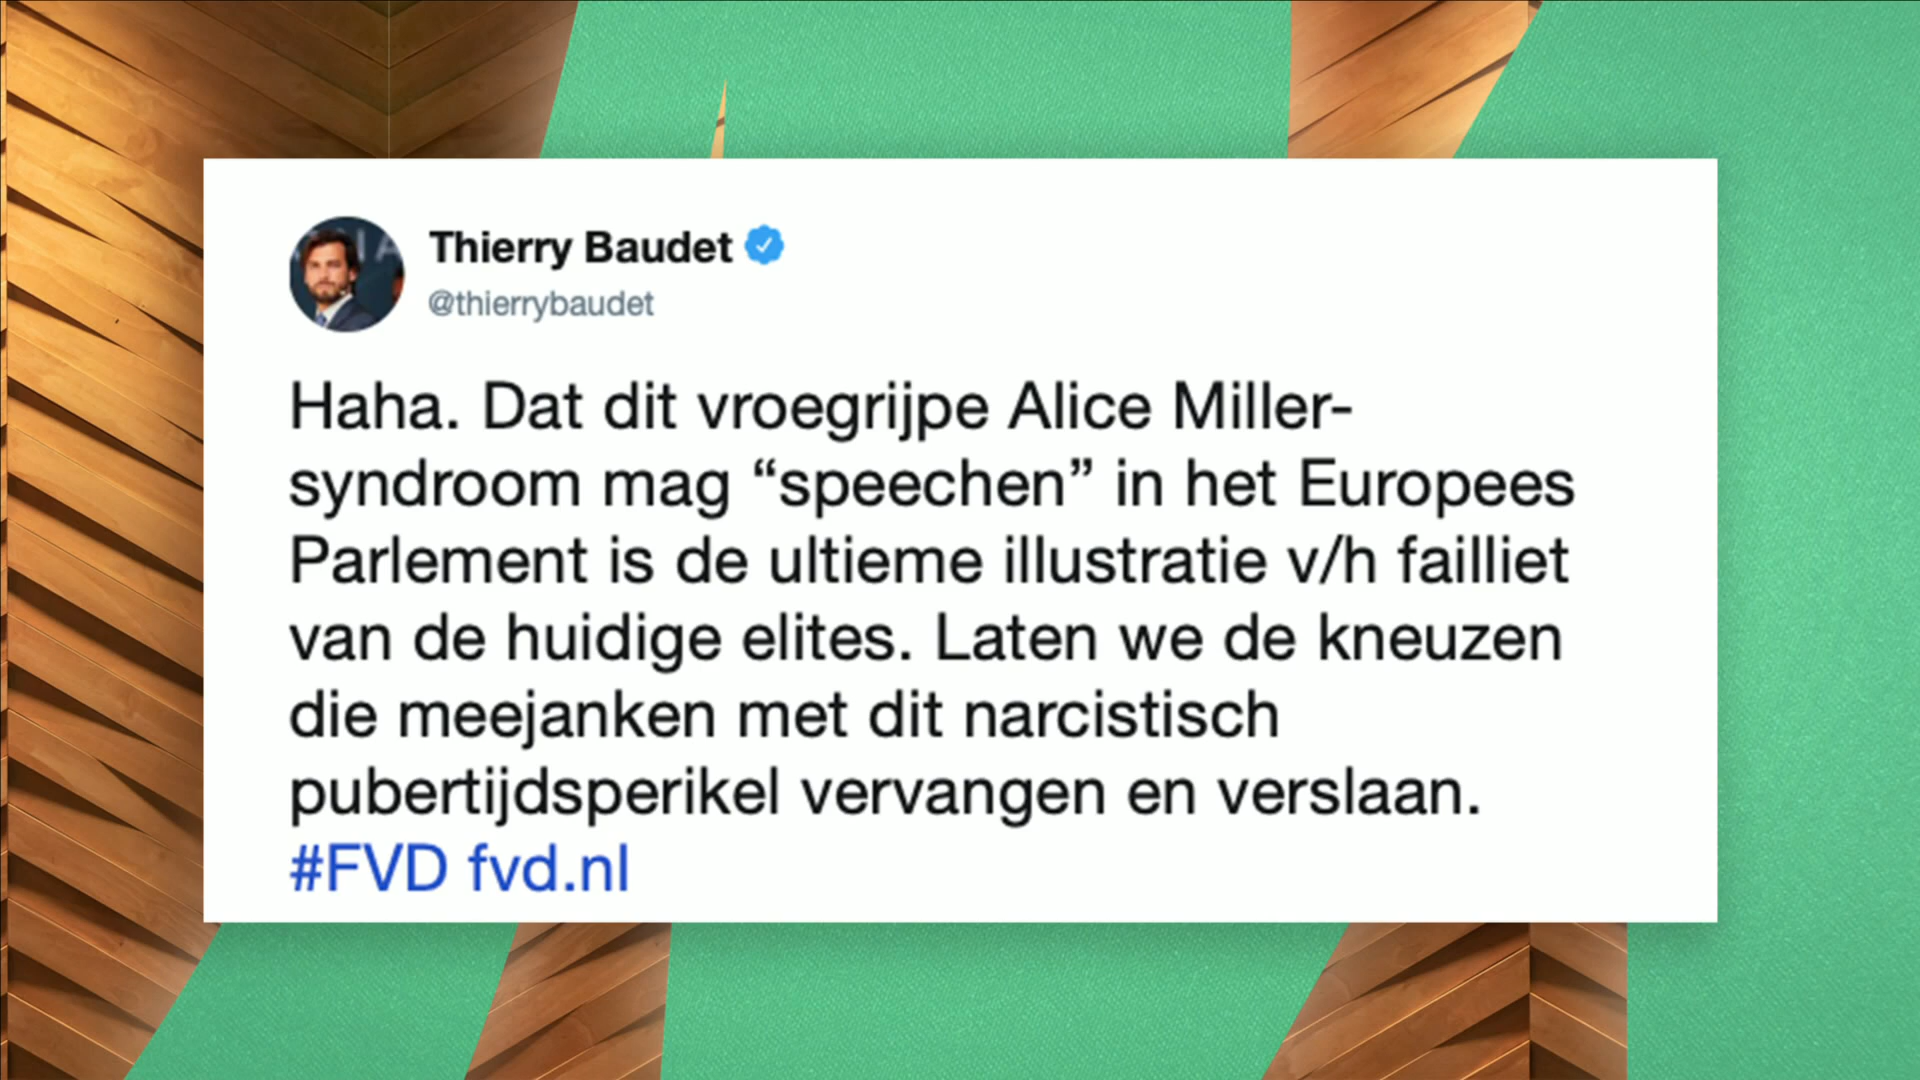 Thierry Baudet
@thierrybaudet
Haha. Dat dit vroegrijpe Alice Miller-
syndroom mag “speechen” in het Europees
Parlement is de ultieme illustratie v/h failliet
van de huidige elites. Laten we de kneuzen
die meejanken met dit narcistisch
pubertijdsperikel vervangen en verslaan.
#FVD fvd.nl